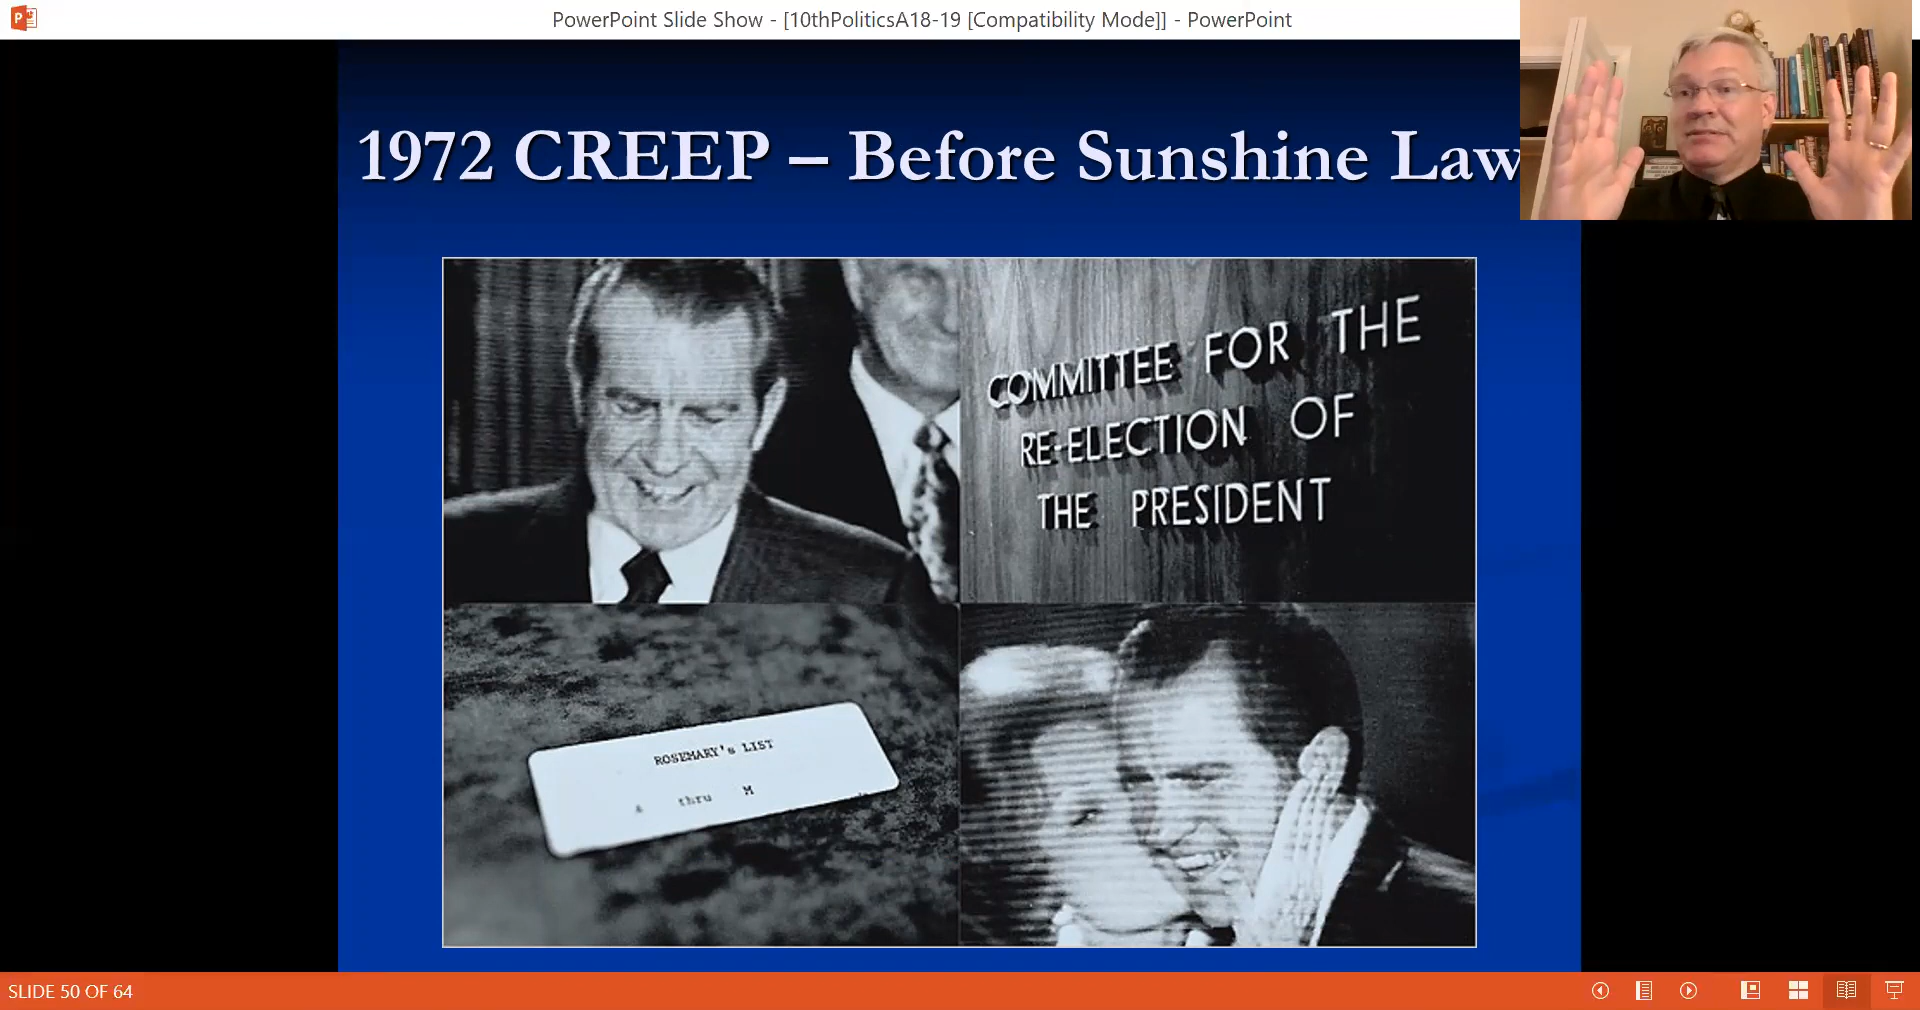 PowerPoint Slide Show - [10thPoliticsA18-19 [Compatibility Mode]] - PowerPoint
1972 CREEP – Before Sunshine Law
COMMITTEE FOR THE
RE-ELECTION OF
THE PRESIDENT
ROSEMARY's LIST
A thru M
SLIDE 50 OF 64